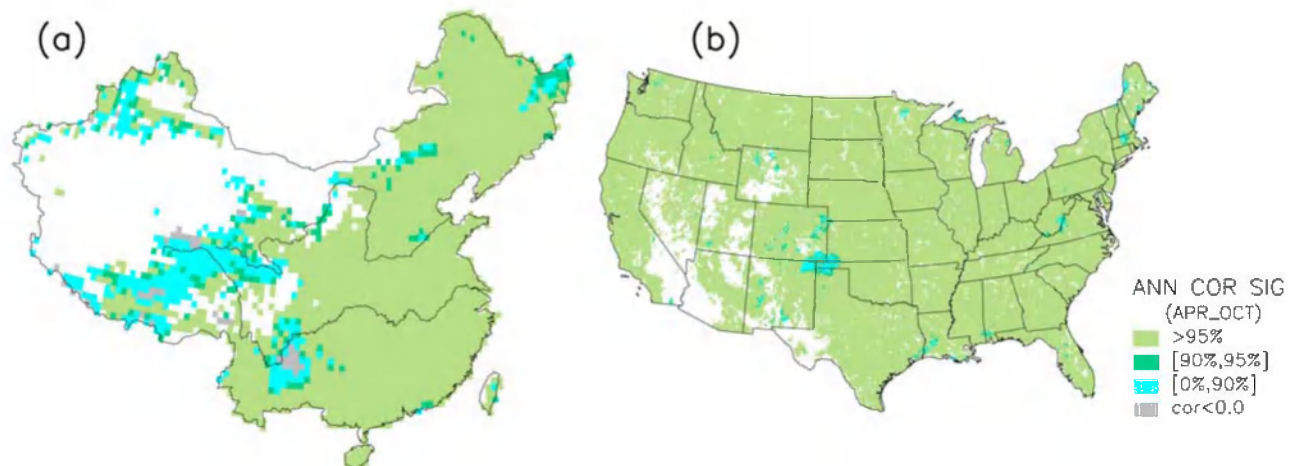 (a)
(b)
ANN COR SIG
(APR_OCT)
>95%
[90%,95%]
[0%,90%]
cor<0.0